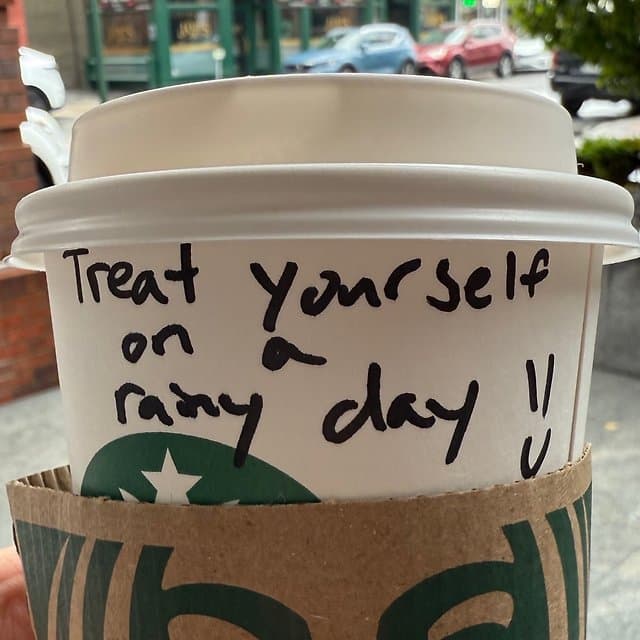 Treat yourself
on a
rainy day